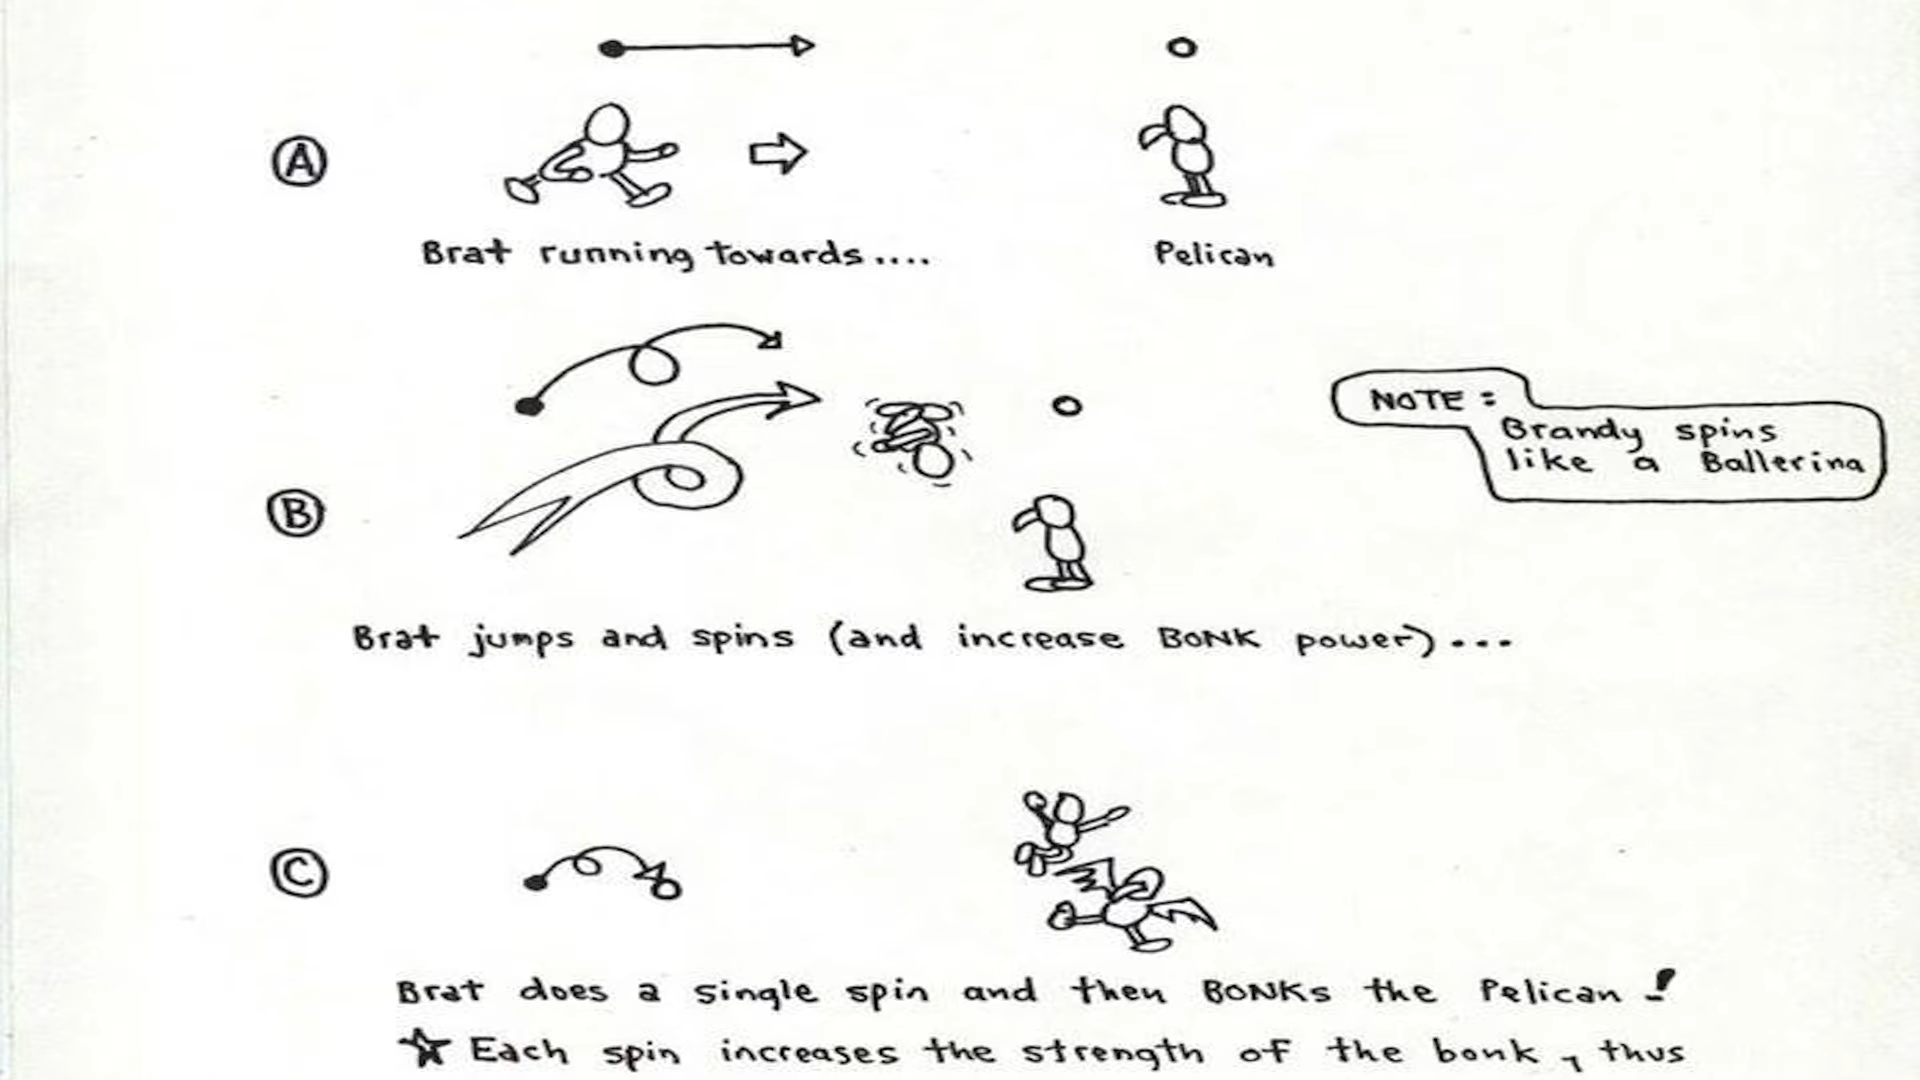 A
Brat running towards....
Pelican
NOTE:
Brandy spins
like a Ballerina
B
Brat jumps and spins (and increase BONK power)...
C
Brat does a single spin and then BONKs the Pelican!
☆ Each spin increases the strength of the bonk, thus